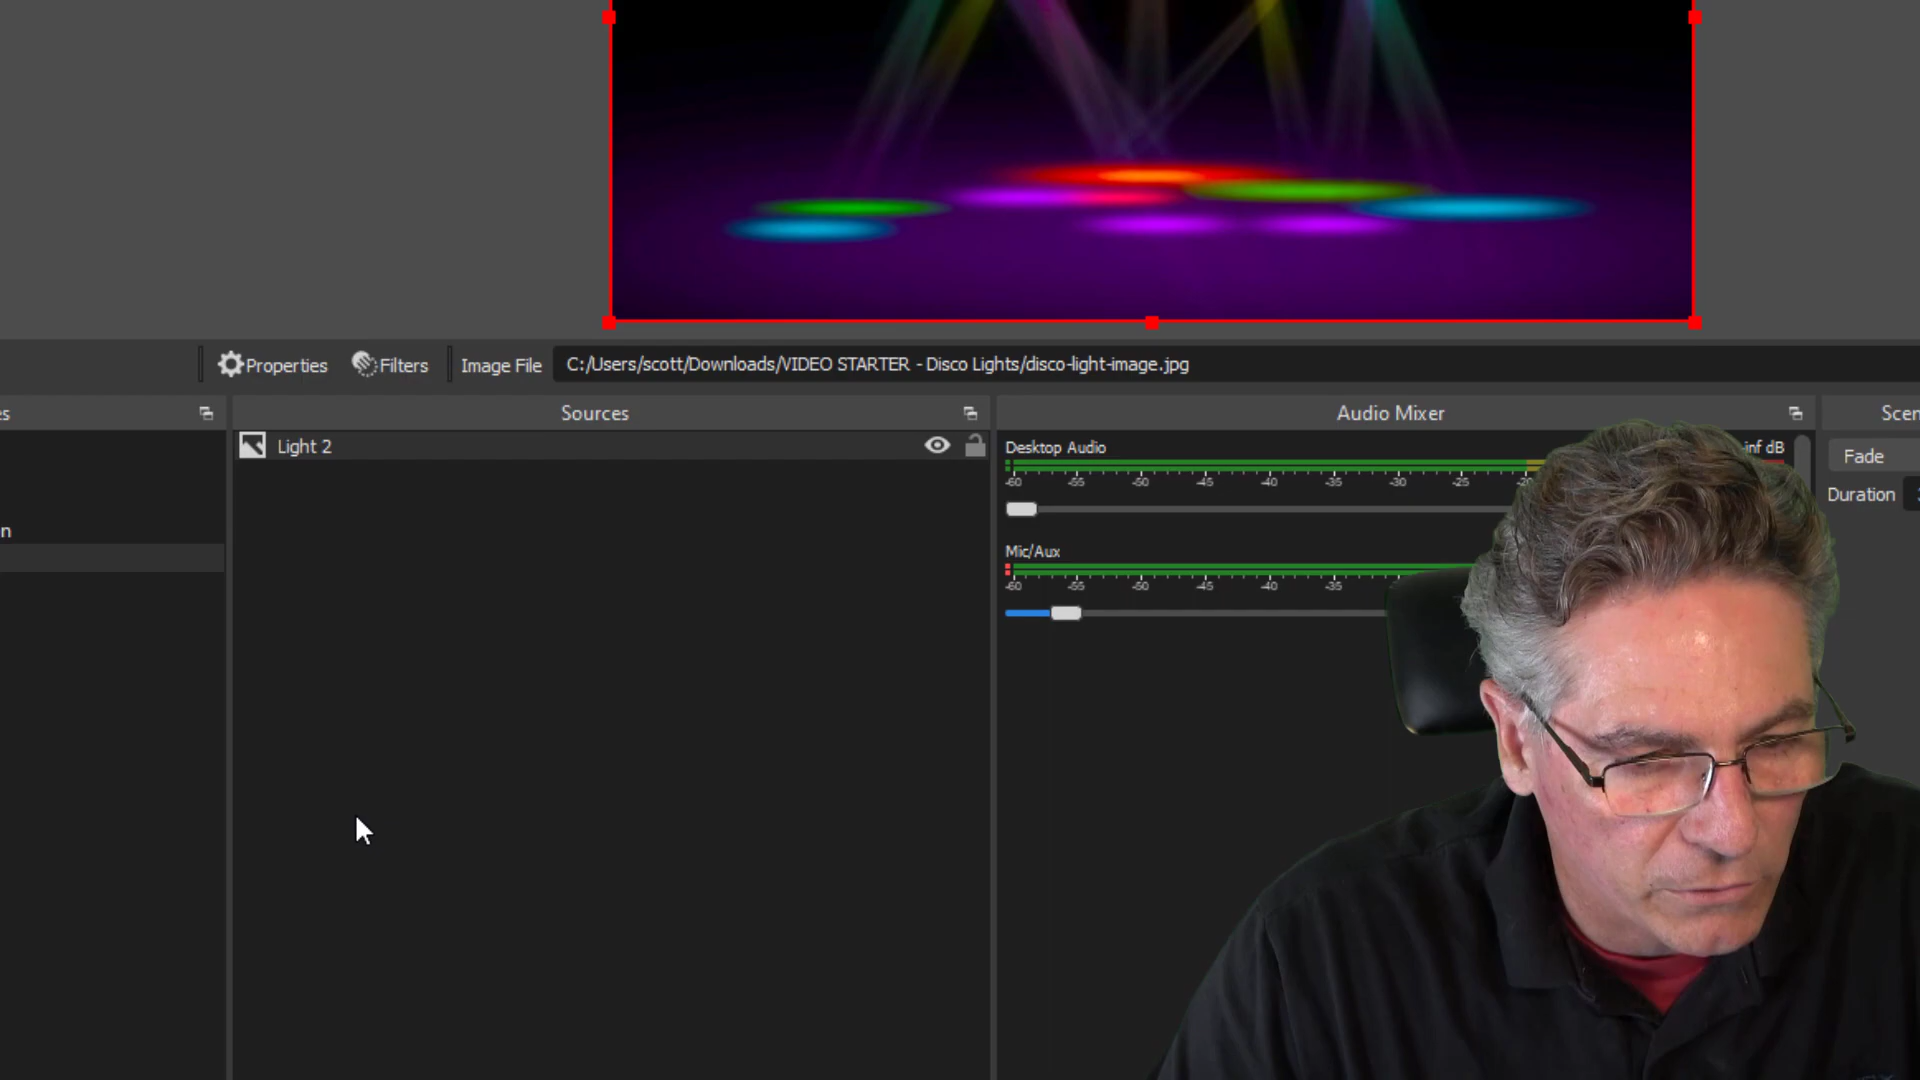 Properties Filters Image File C:/Users/scott/Downloads/VIDEO STARTER - Disco Lights/disco-light-image.jpg
es Sources Audio Mixer Scen
Light 2
Desktop Audio inf dB
Fade
-60 -55 -50 -45 -40 -35 -30 -25 -20
Duration
n
Mic/Aux
-60 -55 -50 -45 -40 -35